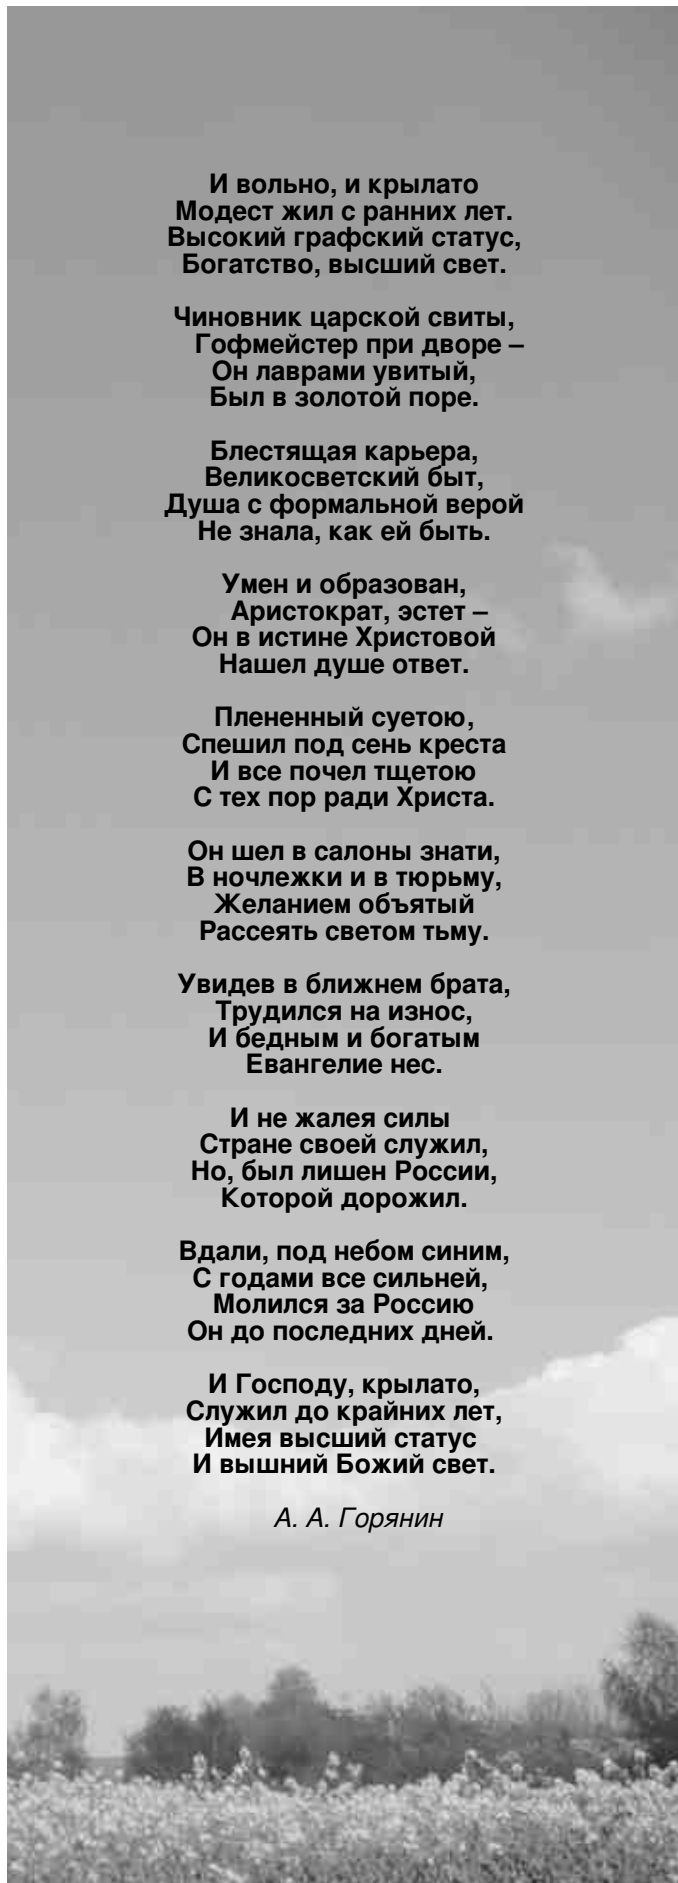 И вольно, и крылато
Модест жил с ранних лет.
Высокий графский статус,
Богатство, высший свет.

Чиновник царской свиты,
Гофмейстер при дворе –
Он лаврами увитый,
Был в золотой поре.

Блестящая карьера,
Великосветский быт,
Душа с формальной верой
Не знала, как ей быть.

Умен и образован,
Аристократ, эстет –
Он в истине Христовой
Нашел душе ответ.

Плененный суетою,
Спешил под сень креста
И все почел тщетою
С тех пор ради Христа.

Он шел в салоны знати,
В ночлежки и в тюрьму,
Желанием объятый
Рассеять светом тьму.

Увидев в ближнем брата,
Трудился на износ,
И бедным и богатым
Евангелие нес.

И не жалея силы
Стране своей служил,
Но, был лишен России,
Которой дорожил.

Вдали, под небом синим,
С годами все сильней,
Молился за Россию
Он до последних дней.

И Господу, крылато,
Служил до крайних лет,
Имея высший статус
И вышний Божий свет.

А. А. Горянин